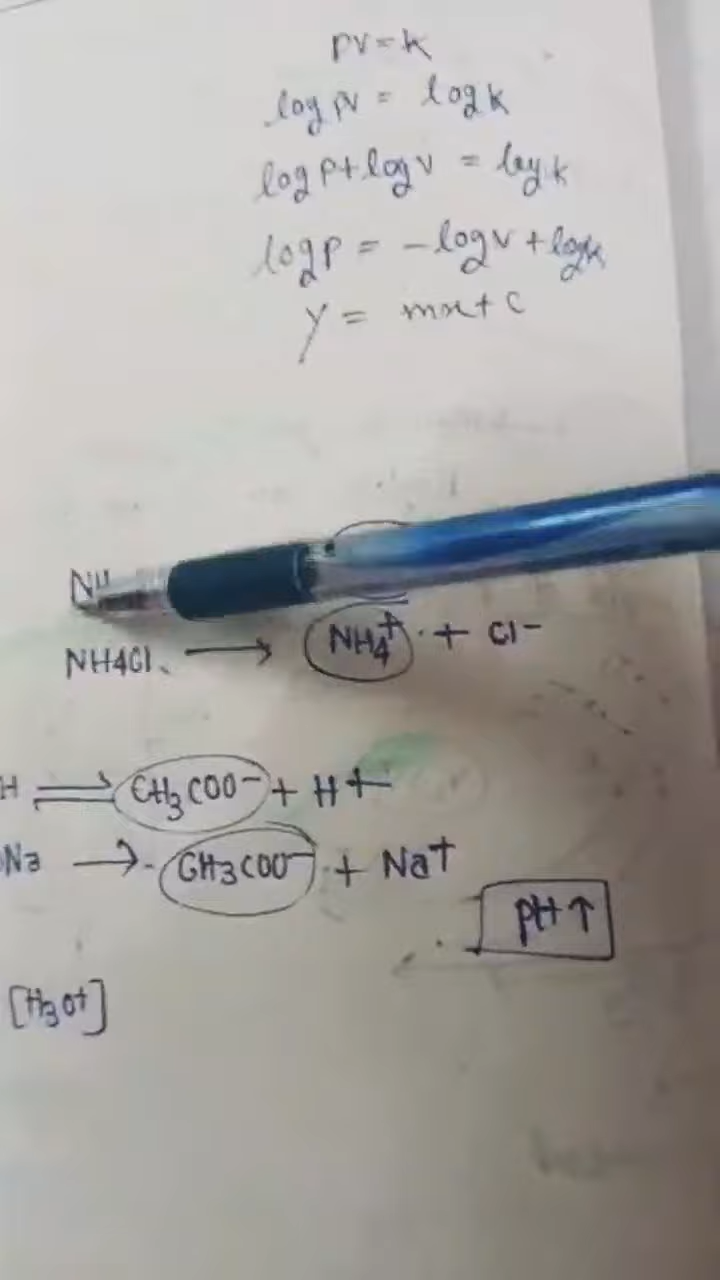 PV = k
log PV = log k
log P + log V = log k
log P = - log V + log k
y = mx + c
NH
NH4Cl. ⟶ NH4+ . + Cl-
H ⇌ CH3COO- + H+
Na ⟶ . CH3COO- . + Na+
pH ↑
[H3O+]